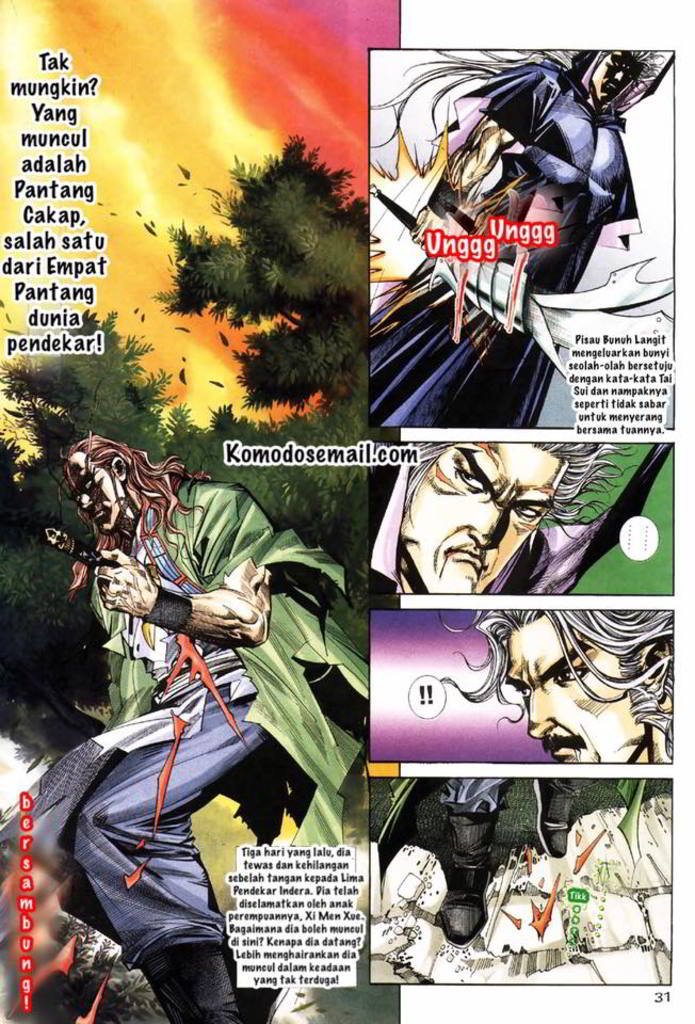 Tak
mungkin?
Yang
muncul
adalah
Pantang
Cakap,
salah satu
dari Empat
Pantang
dunia
pendekar!
Unggg Unggg
Pisau Bunuh Langit
mengeluarkan bunyi
seolah-olah bersetuju
dengan kata-kata Tai
Sui dan nampaknya
seperti tidak sabar
untuk menyerang
bersama tuannya.
Komodosemail.com
......
!!
Tiga hari yang lalu, dia
tewas dan kehilangan
sebelah tangan kepada Lima
Pendekar Indera. Dia telah
diselamatkan oleh anak
perempuannya, Xi Men Xue.
Bagaimana dia boleh muncul
di sini? Kenapa dia datang?
Lebih menghairankan dia
muncul dalam keadaan
yang tak terduga!
Tikk
bersambung!
31